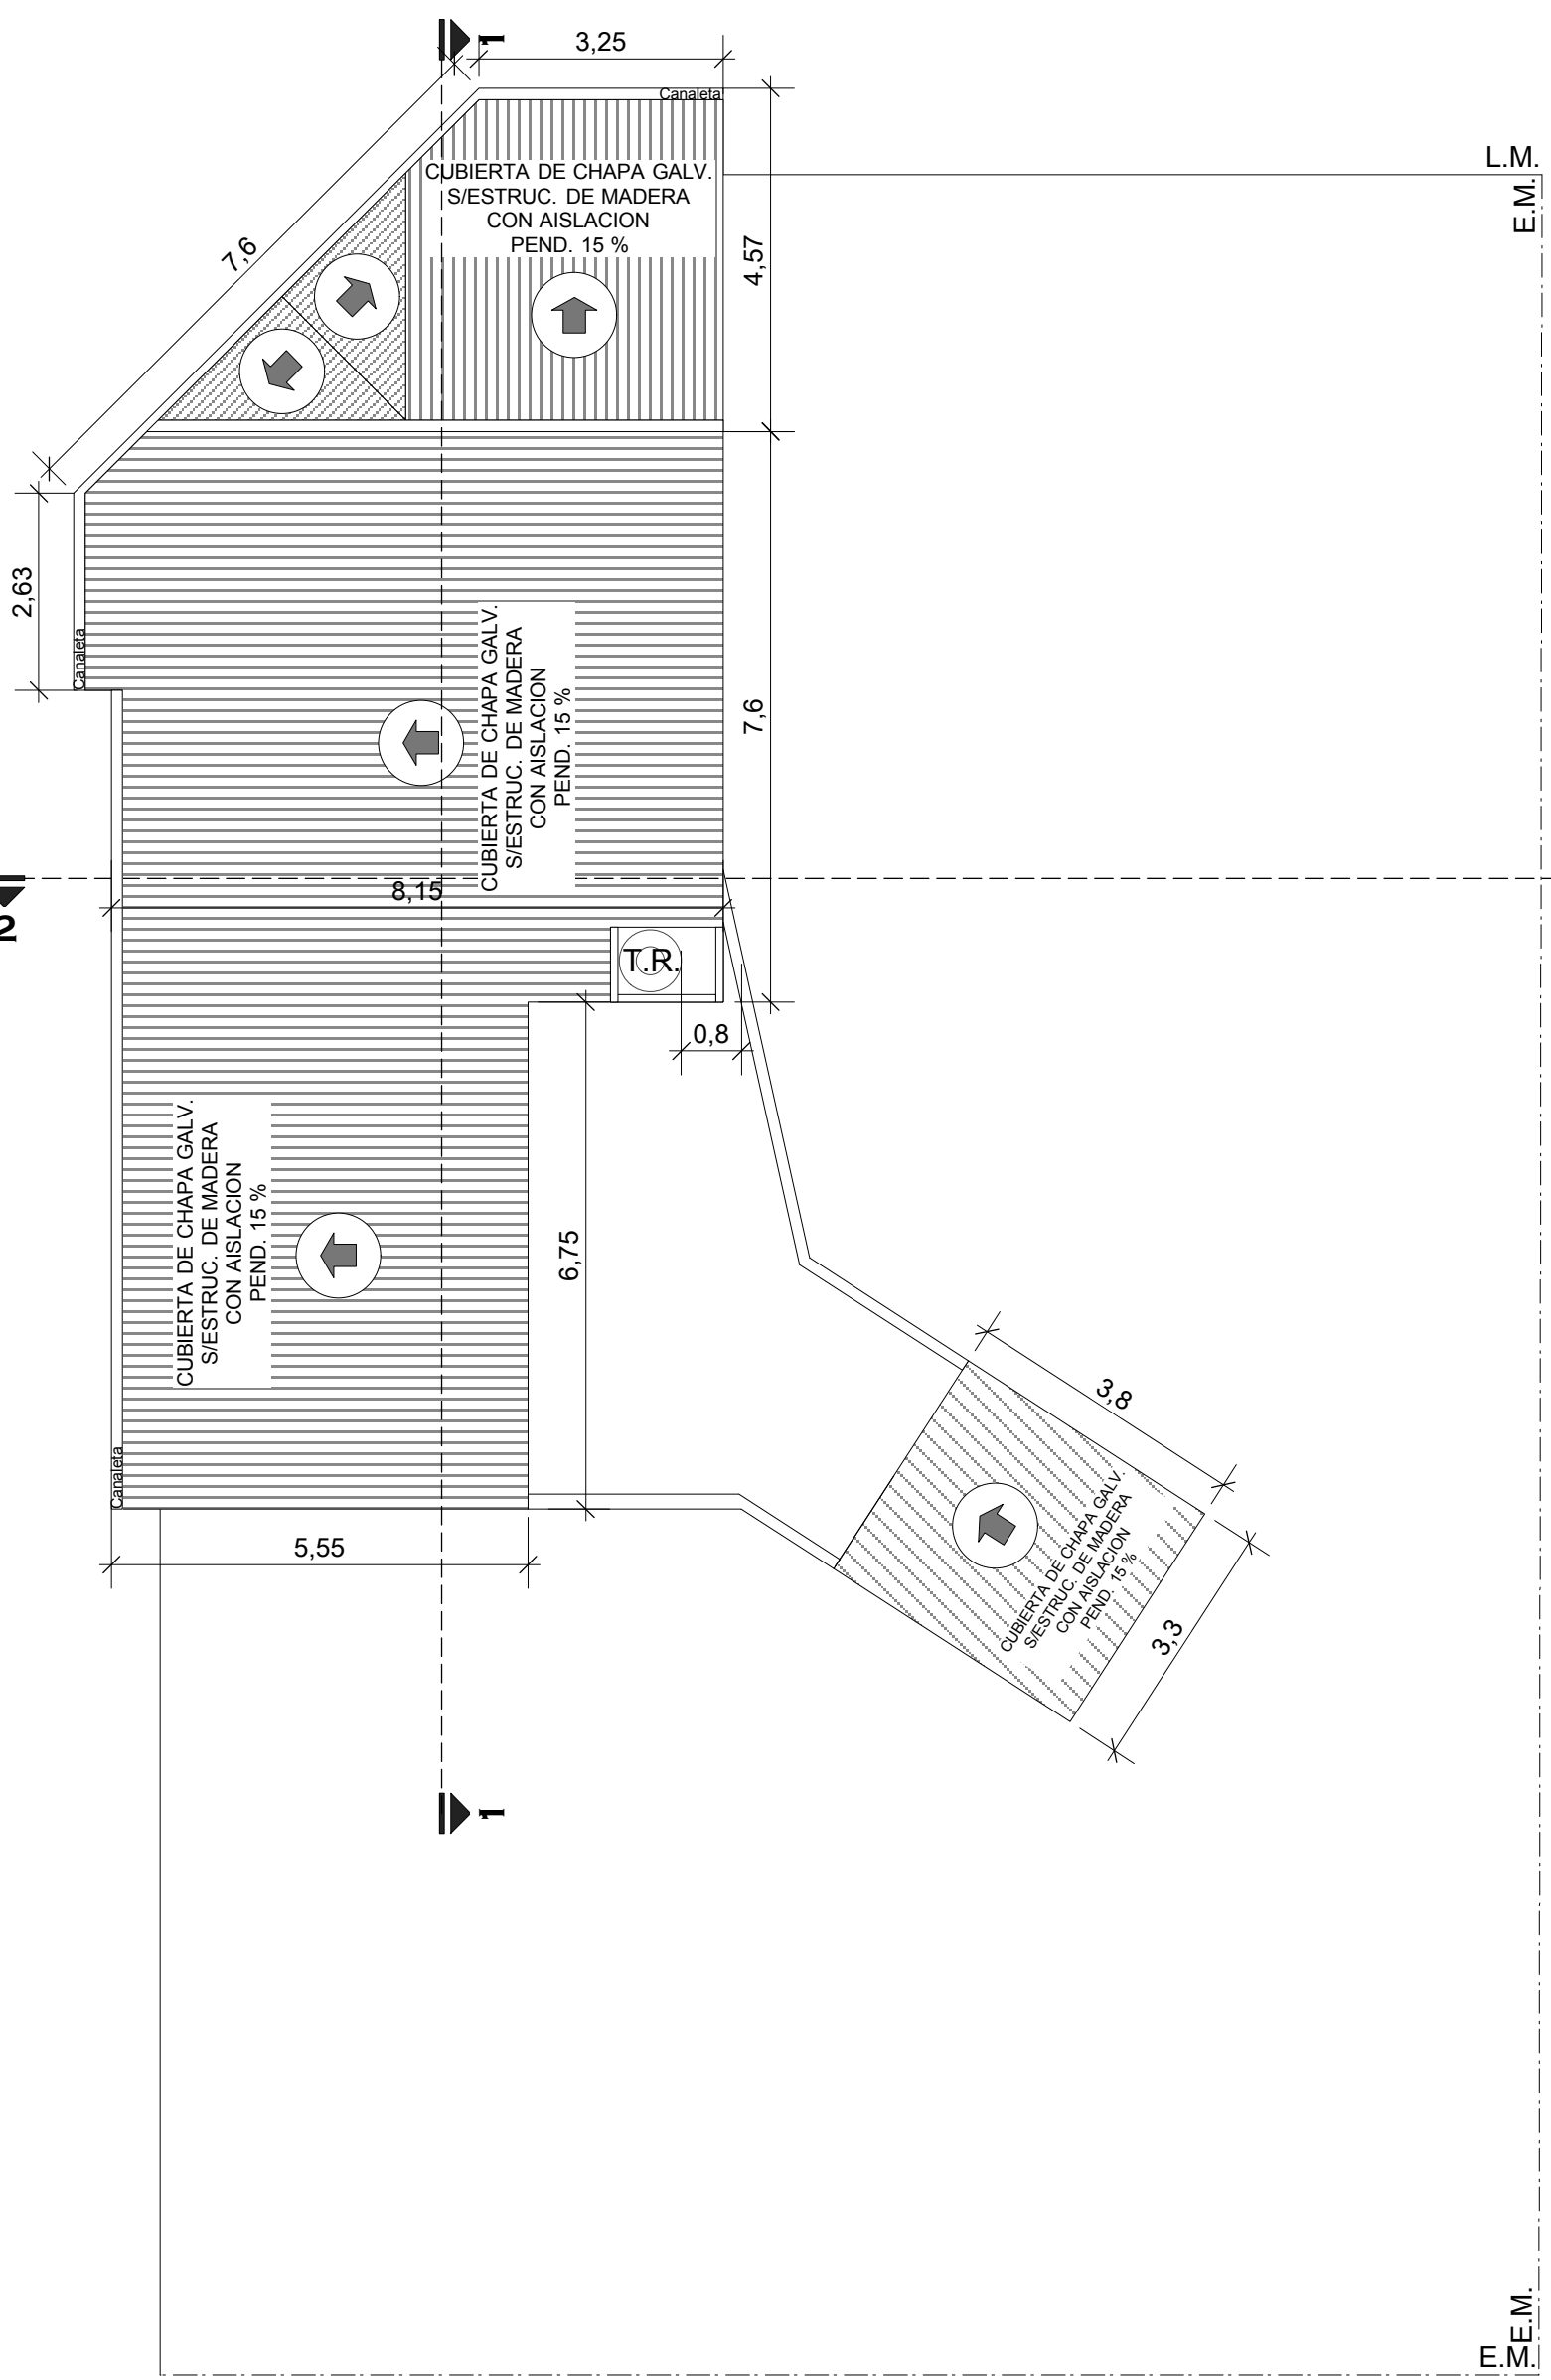 1
3,25
Canaleta
L.M.
E.M.
CUBIERTA DE CHAPA GALV.
S/ESTRUC. DE MADERA
CON AISLACION
PEND. 15 %
7,6
4,57
2,63
Canaleta
CUBIERTA DE CHAPA GALV.
S/ESTRUC. DE MADERA
CON AISLACION
PEND. 15 %
7,6
8,15
2
T.R.
0,8
CUBIERTA DE CHAPA GALV.
S/ESTRUC. DE MADERA
CON AISLACION
PEND. 15 %
6,75
3,8
Canaleta
CUBIERTA DE CHAPA GALV.
S/ESTRUC. DE MADERA
CON AISLACION
PEND. 15 %
5,55
3,3
1
E.M.
E.M.